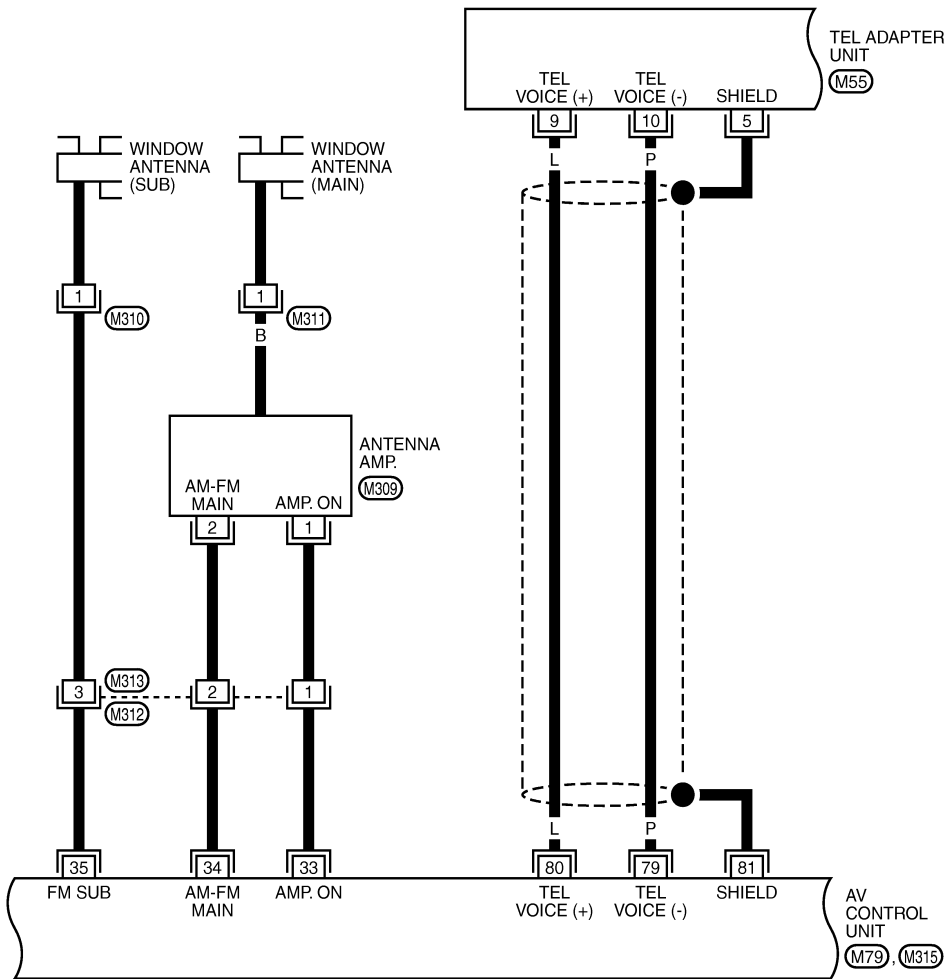 TEL ADAPTER
UNIT
M55
TEL
VOICE (+)
TEL
VOICE (-)
SHIELD
9
10
5
L
P
WINDOW
ANTENNA
(SUB)
WINDOW
ANTENNA
(MAIN)
1
M310
1
M311
B
ANTENNA
AMP.
M309
AM-FM
MAIN
AMP. ON
2
1
3
M313
M312
2
1
L
P
35
34
33
80
79
81
FM SUB
AM-FM
MAIN
AMP. ON
TEL
VOICE (+)
TEL
VOICE (-)
SHIELD
AV
CONTROL
UNIT
M79 , M315